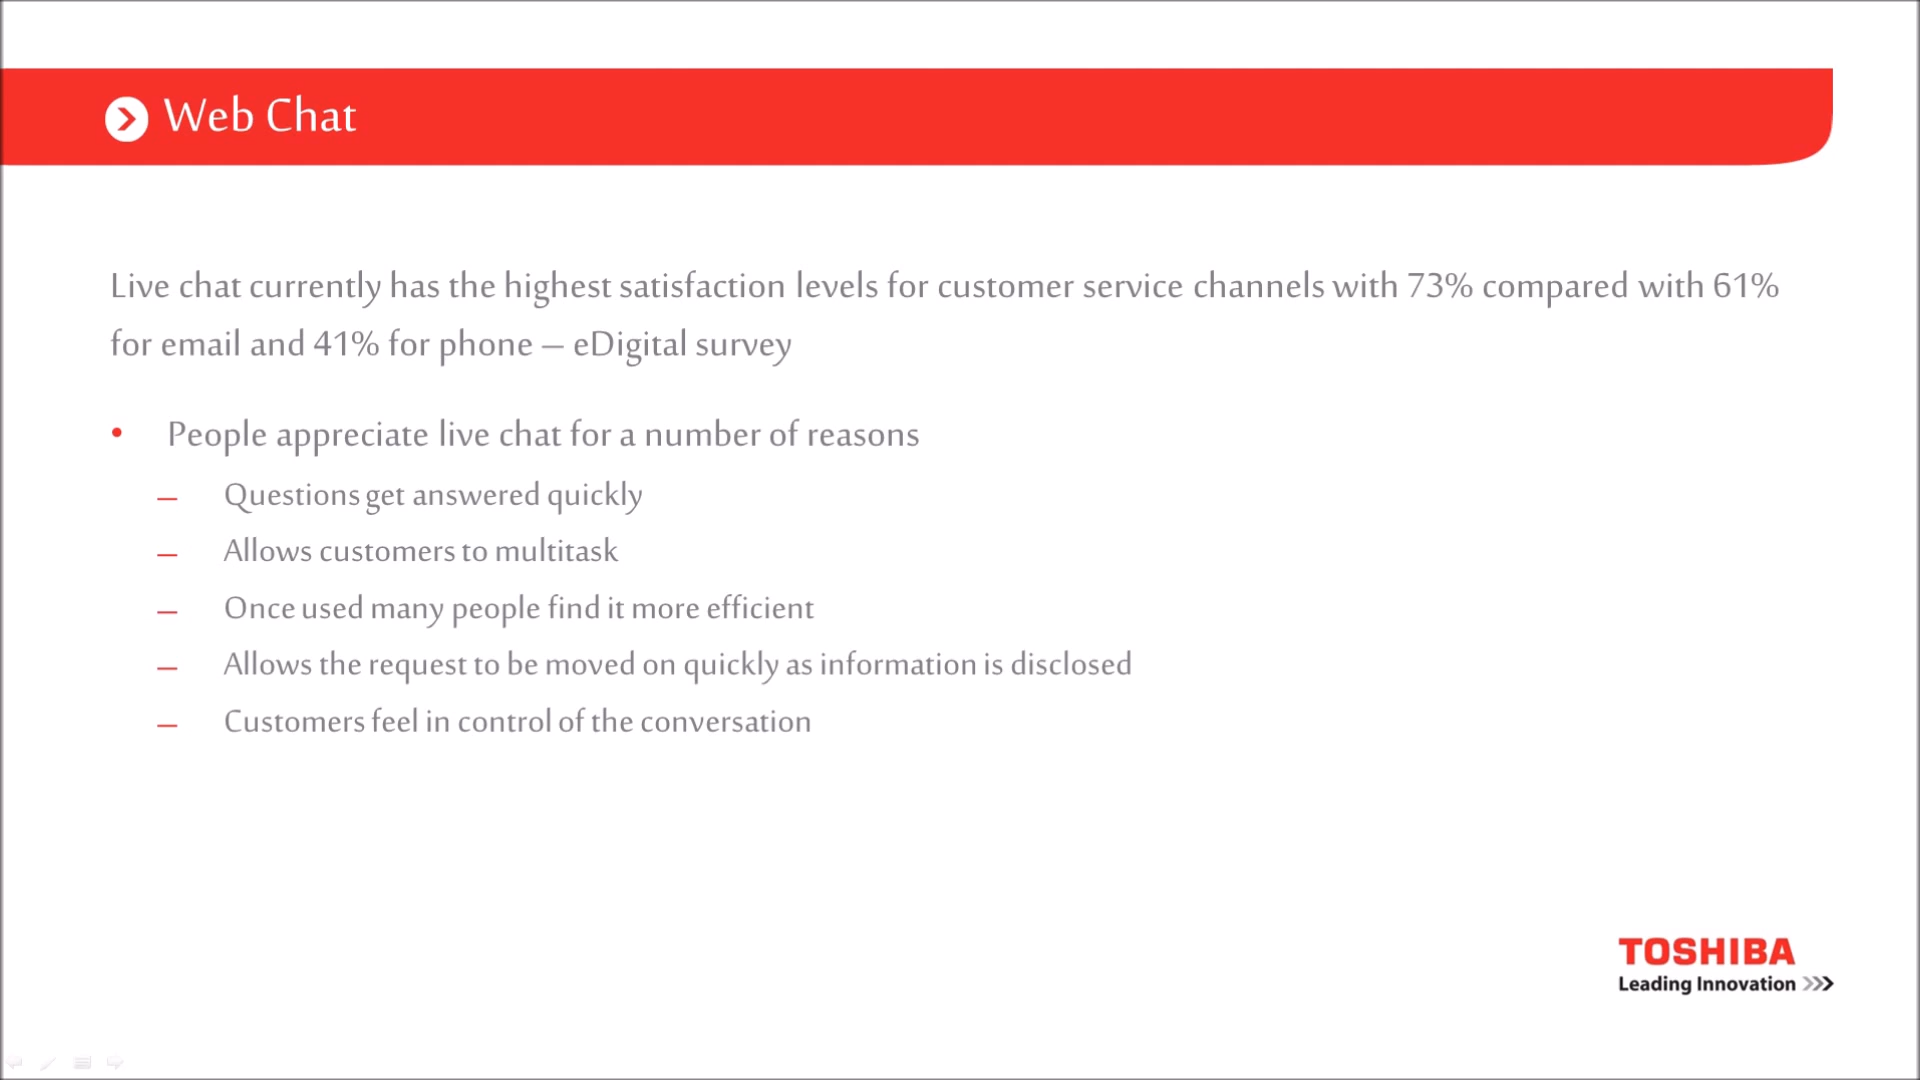 Web Chat
Live chat currently has the highest satisfaction levels for customer service channels with 73% compared with 61%
for email and 41% for phone – eDigital survey
• People appreciate live chat for a number of reasons
– Questions get answered quickly
– Allows customers to multitask
– Once used many people find it more efficient
– Allows the request to be moved on quickly as information is disclosed
– Customers feel in control of the conversation
TOSHIBA
Leading Innovation >>>